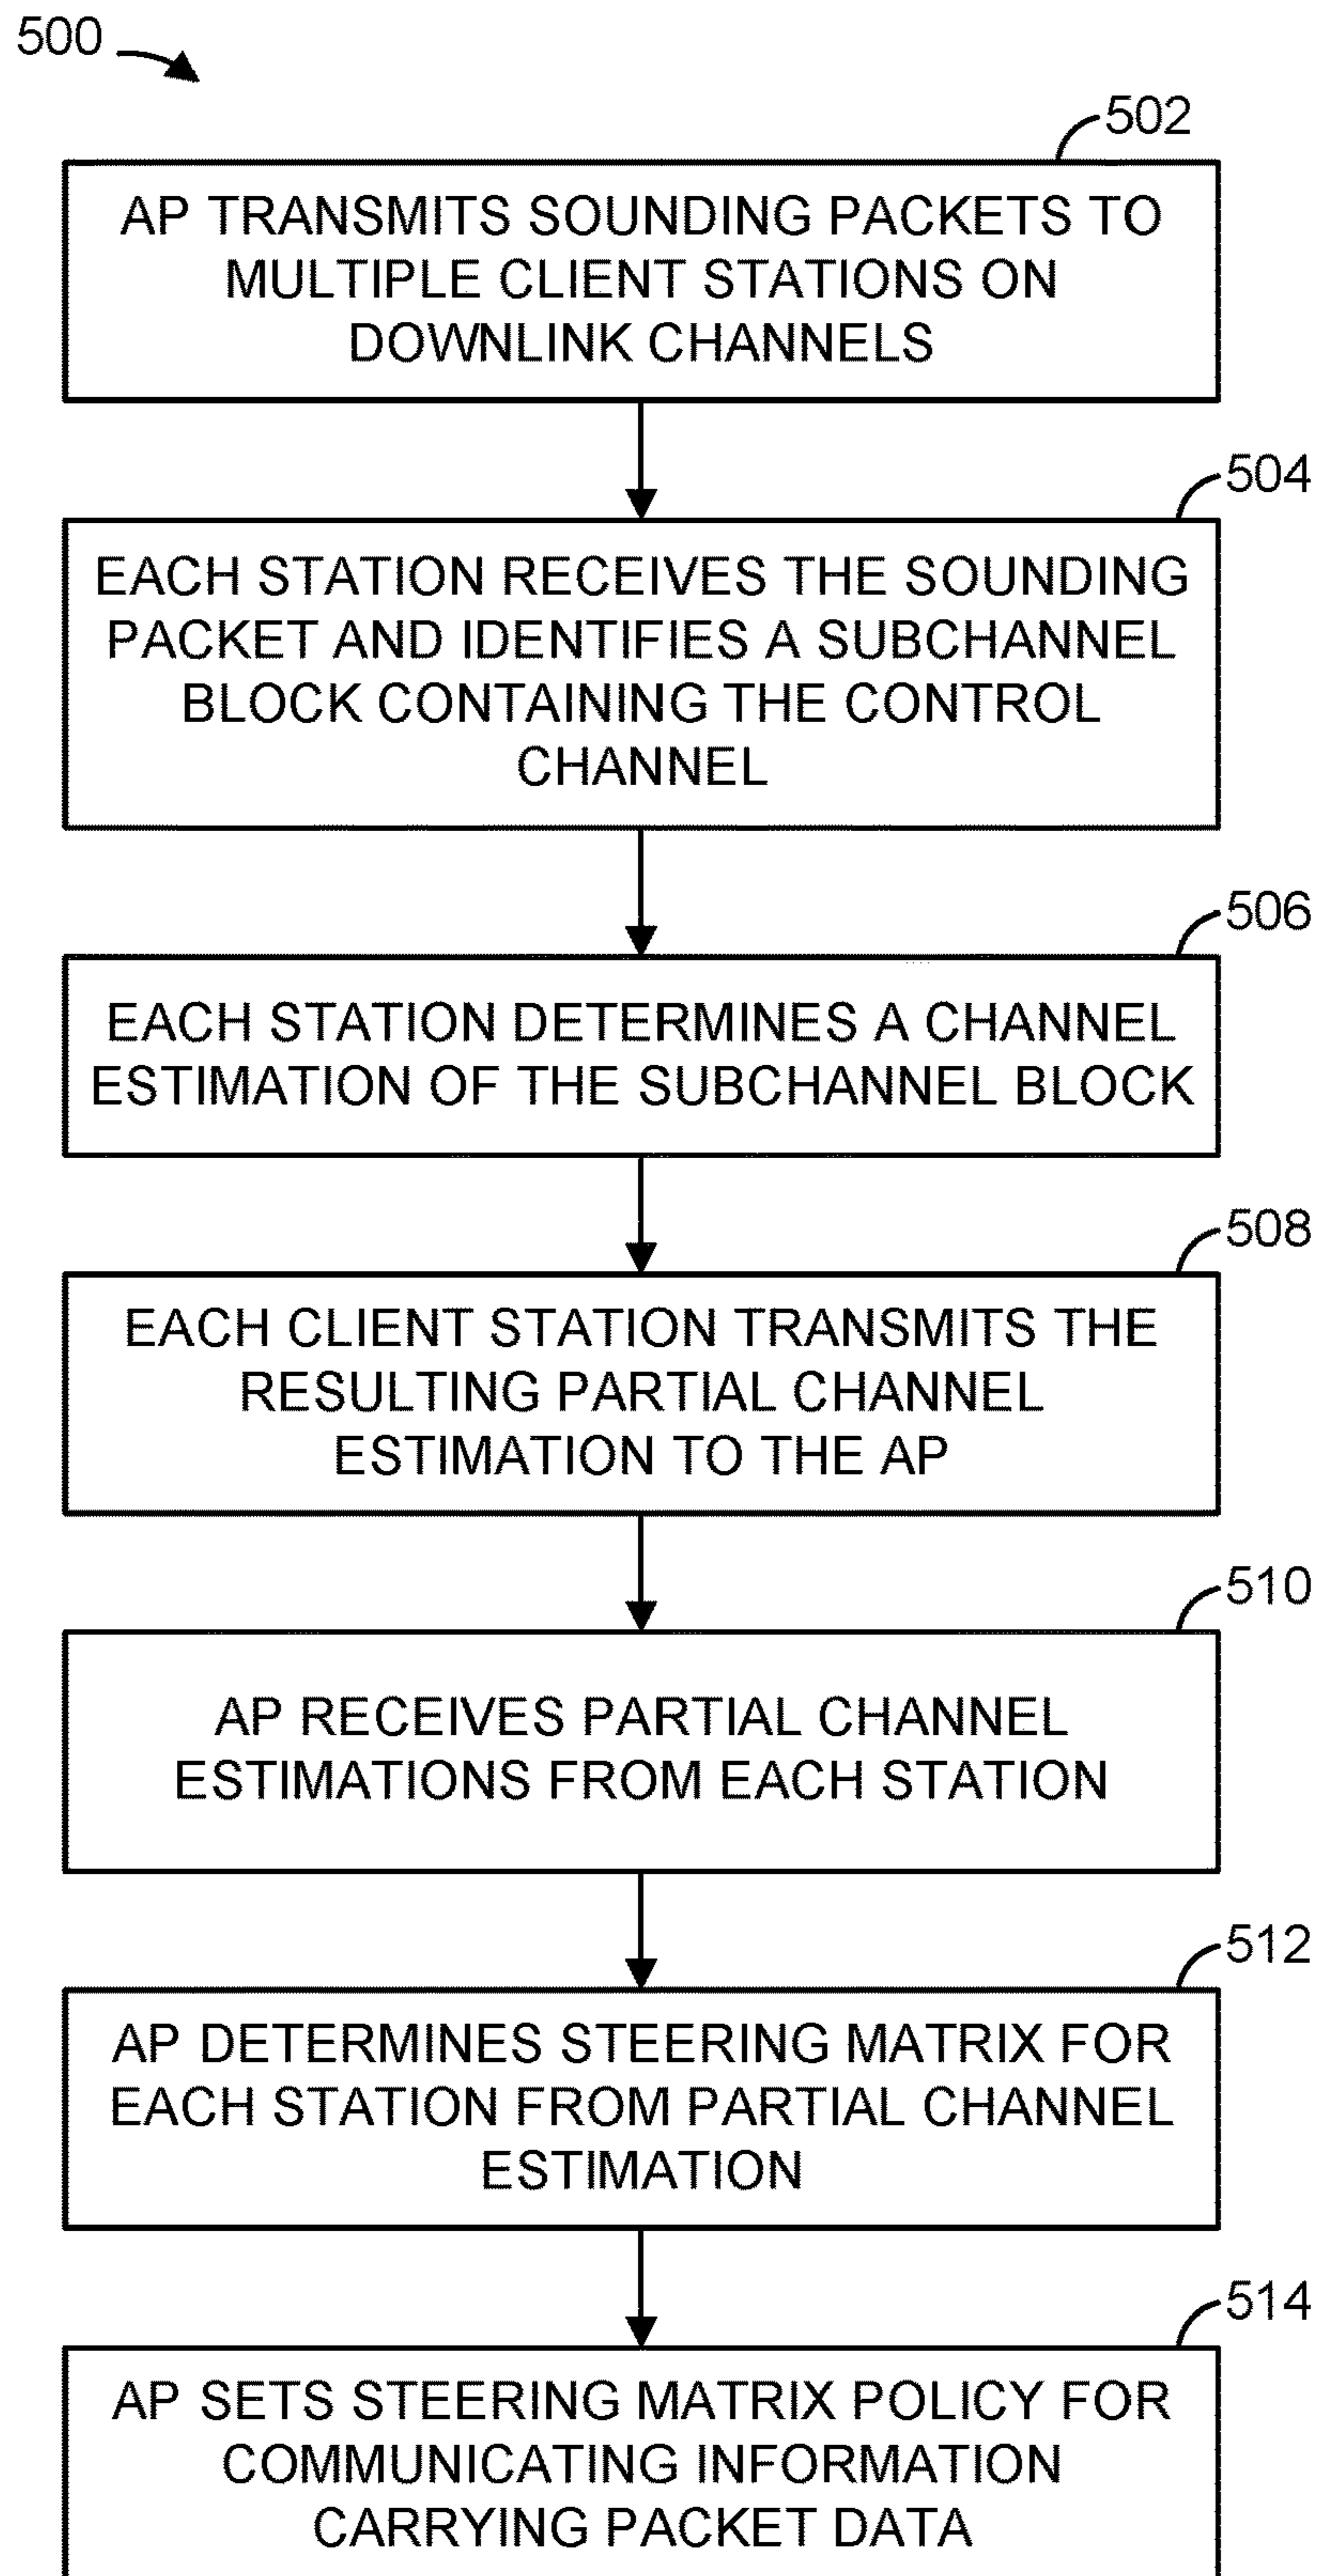 500
502
AP TRANSMITS SOUNDING PACKETS TO
MULTIPLE CLIENT STATIONS ON
DOWNLINK CHANNELS
504
EACH STATION RECEIVES THE SOUNDING
PACKET AND IDENTIFIES A SUBCHANNEL
BLOCK CONTAINING THE CONTROL
CHANNEL
506
EACH STATION DETERMINES A CHANNEL
ESTIMATION OF THE SUBCHANNEL BLOCK
508
EACH CLIENT STATION TRANSMITS THE
RESULTING PARTIAL CHANNEL
ESTIMATION TO THE AP
510
AP RECEIVES PARTIAL CHANNEL
ESTIMATIONS FROM EACH STATION
512
AP DETERMINES STEERING MATRIX FOR
EACH STATION FROM PARTIAL CHANNEL
ESTIMATION
514
AP SETS STEERING MATRIX POLICY FOR
COMMUNICATING INFORMATION
CARRYING PACKET DATA